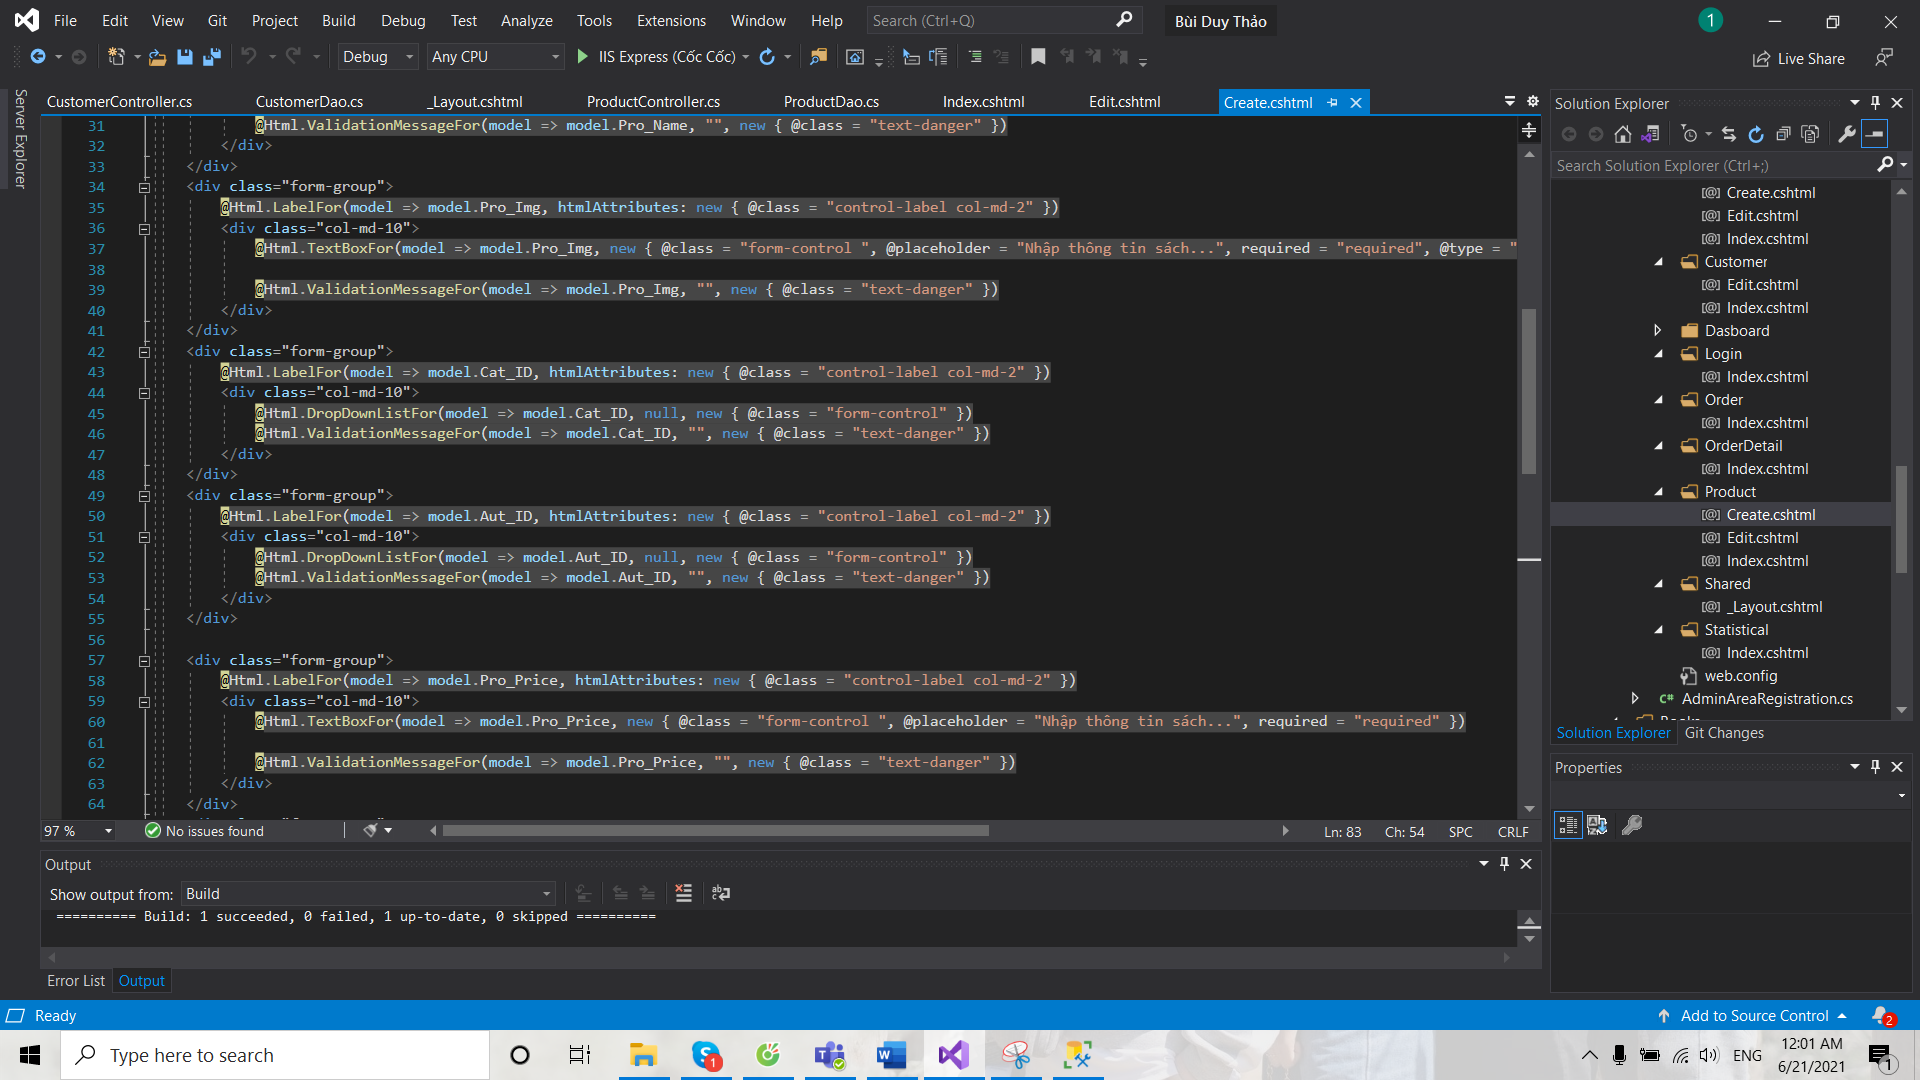 File Edit View Git Project Build Debug Test Analyze Tools Extensions Window Help Search (Ctrl+Q) Bùi Duy Thảo 1
Debug Any CPU IIS Express (Cốc Cốc) Live Share
Server Explorer
CustomerController.cs CustomerDao.cs _Layout.cshtml ProductController.cs ProductDao.cs Index.cshtml Edit.cshtml Create.cshtml
31 @Html.ValidationMessageFor(model => model.Pro_Name, "", new { @class = "text-danger" })
32 </div>
33 </div>
34 <div class="form-group">
35 @Html.LabelFor(model => model.Pro_Img, htmlAttributes: new { @class = "control-label col-md-2" })
36 <div class="col-md-10">
37 @Html.TextBoxFor(model => model.Pro_Img, new { @class = "form-control ", @placeholder = "Nhập thông tin sách...", required = "required", @type = "
38
39 @Html.ValidationMessageFor(model => model.Pro_Img, "", new { @class = "text-danger" })
40 </div>
41 </div>
42 <div class="form-group">
43 @Html.LabelFor(model => model.Cat_ID, htmlAttributes: new { @class = "control-label col-md-2" })
44 <div class="col-md-10">
45 @Html.DropDownListFor(model => model.Cat_ID, null, new { @class = "form-control" })
46 @Html.ValidationMessageFor(model => model.Cat_ID, "", new { @class = "text-danger" })
47 </div>
48 </div>
49 <div class="form-group">
50 @Html.LabelFor(model => model.Aut_ID, htmlAttributes: new { @class = "control-label col-md-2" })
51 <div class="col-md-10">
52 @Html.DropDownListFor(model => model.Aut_ID, null, new { @class = "form-control" })
53 @Html.ValidationMessageFor(model => model.Aut_ID, "", new { @class = "text-danger" })
54 </div>
55 </div>
56
57 <div class="form-group">
58 @Html.LabelFor(model => model.Pro_Price, htmlAttributes: new { @class = "control-label col-md-2" })
59 <div class="col-md-10">
60 @Html.TextBoxFor(model => model.Pro_Price, new { @class = "form-control ", @placeholder = "Nhập thông tin sách...", required = "required" })
61
62 @Html.ValidationMessageFor(model => model.Pro_Price, "", new { @class = "text-danger" })
63 </div>
64 </div>
97 % No issues found Ln: 83 Ch: 54 SPC CRLF
Output
Show output from: Build
========== Build: 1 succeeded, 0 failed, 1 up-to-date, 0 skipped ==========
Error List Output
Solution Explorer
Search Solution Explorer (Ctrl+;)
Create.cshtml
Edit.cshtml
Index.cshtml
Customer
Edit.cshtml
Index.cshtml
Dasboard
Login
Index.cshtml
Order
Index.cshtml
OrderDetail
Index.cshtml
Product
Create.cshtml
Edit.cshtml
Index.cshtml
Shared
_Layout.cshtml
Statistical
Index.cshtml
web.config
C# AdminAreaRegistration.cs
Solution Explorer Git Changes
Properties
Ready Add to Source Control 2
Type here to search 1 ENG 12:01 AM 1
6/21/2021